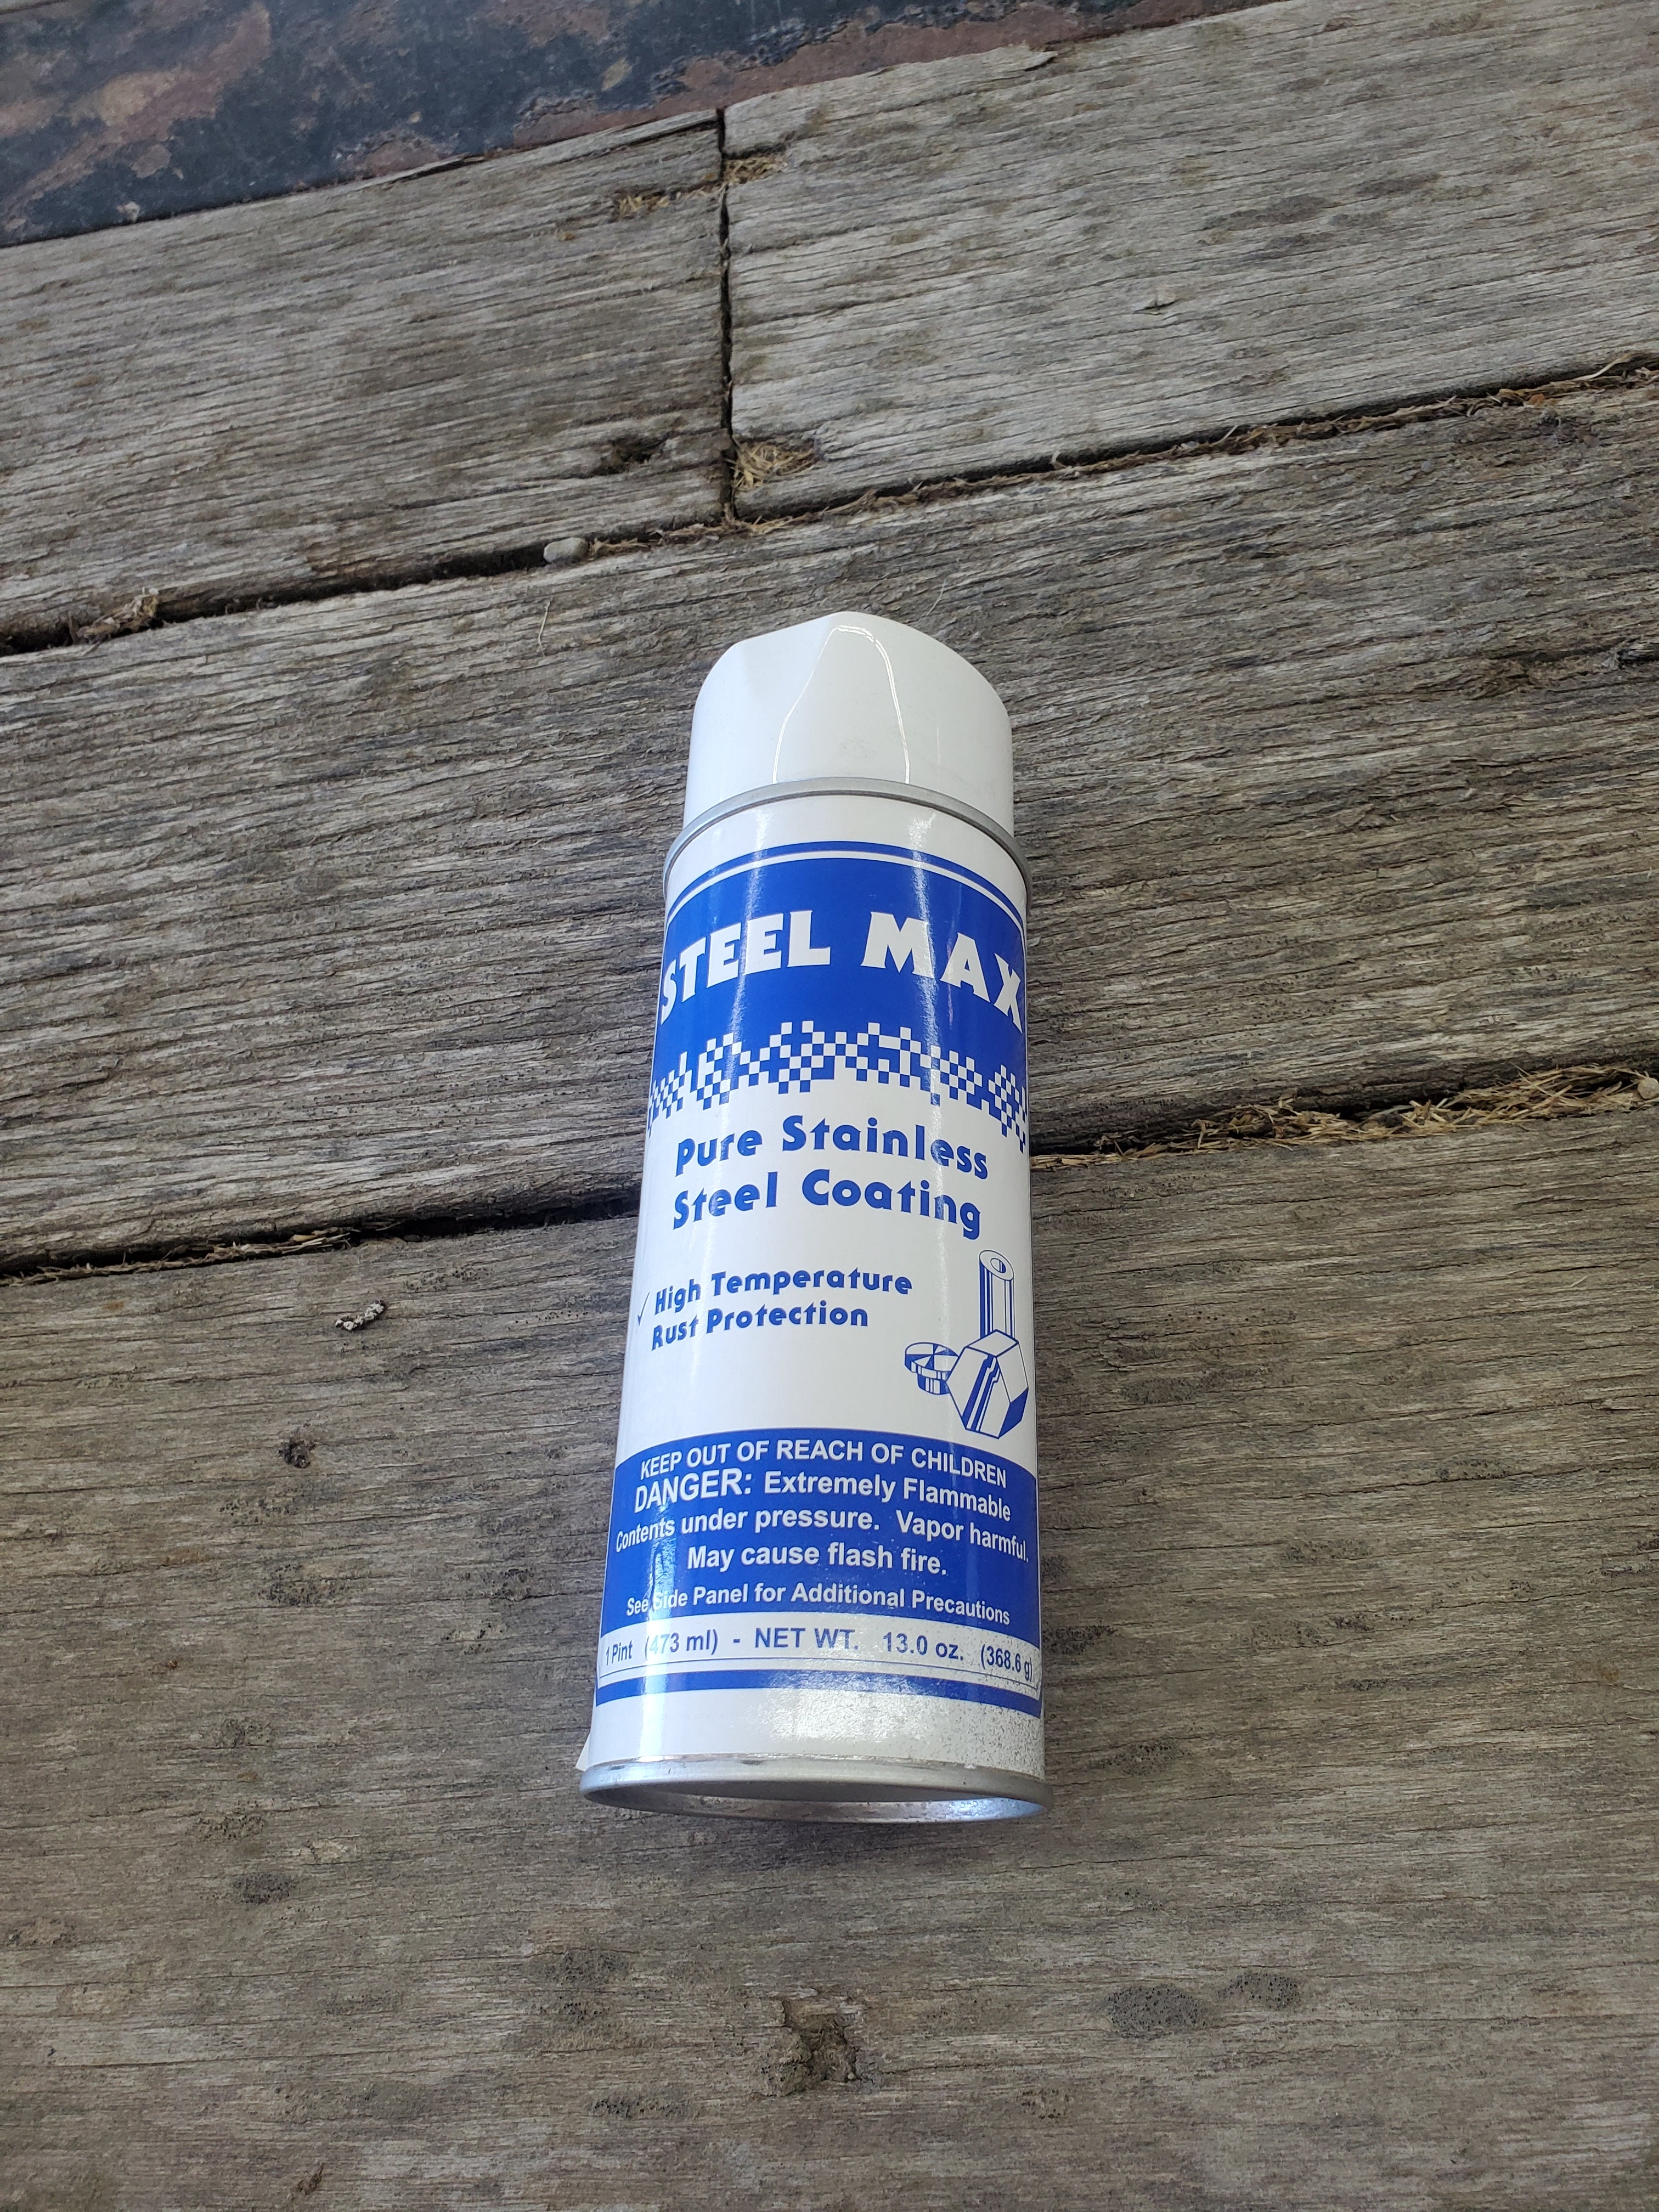 STEEL MAX
Pure Stainless
Steel Coating
✓ High Temperature
Rust Protection
KEEP OUT OF REACH OF CHILDREN
DANGER: Extremely Flammable
Contents under pressure. Vapor harmful.
May cause flash fire.
See Side Panel for Additional Precautions
1 Pint (473 ml) - NET WT. 13.0 oz. (368.6 g)